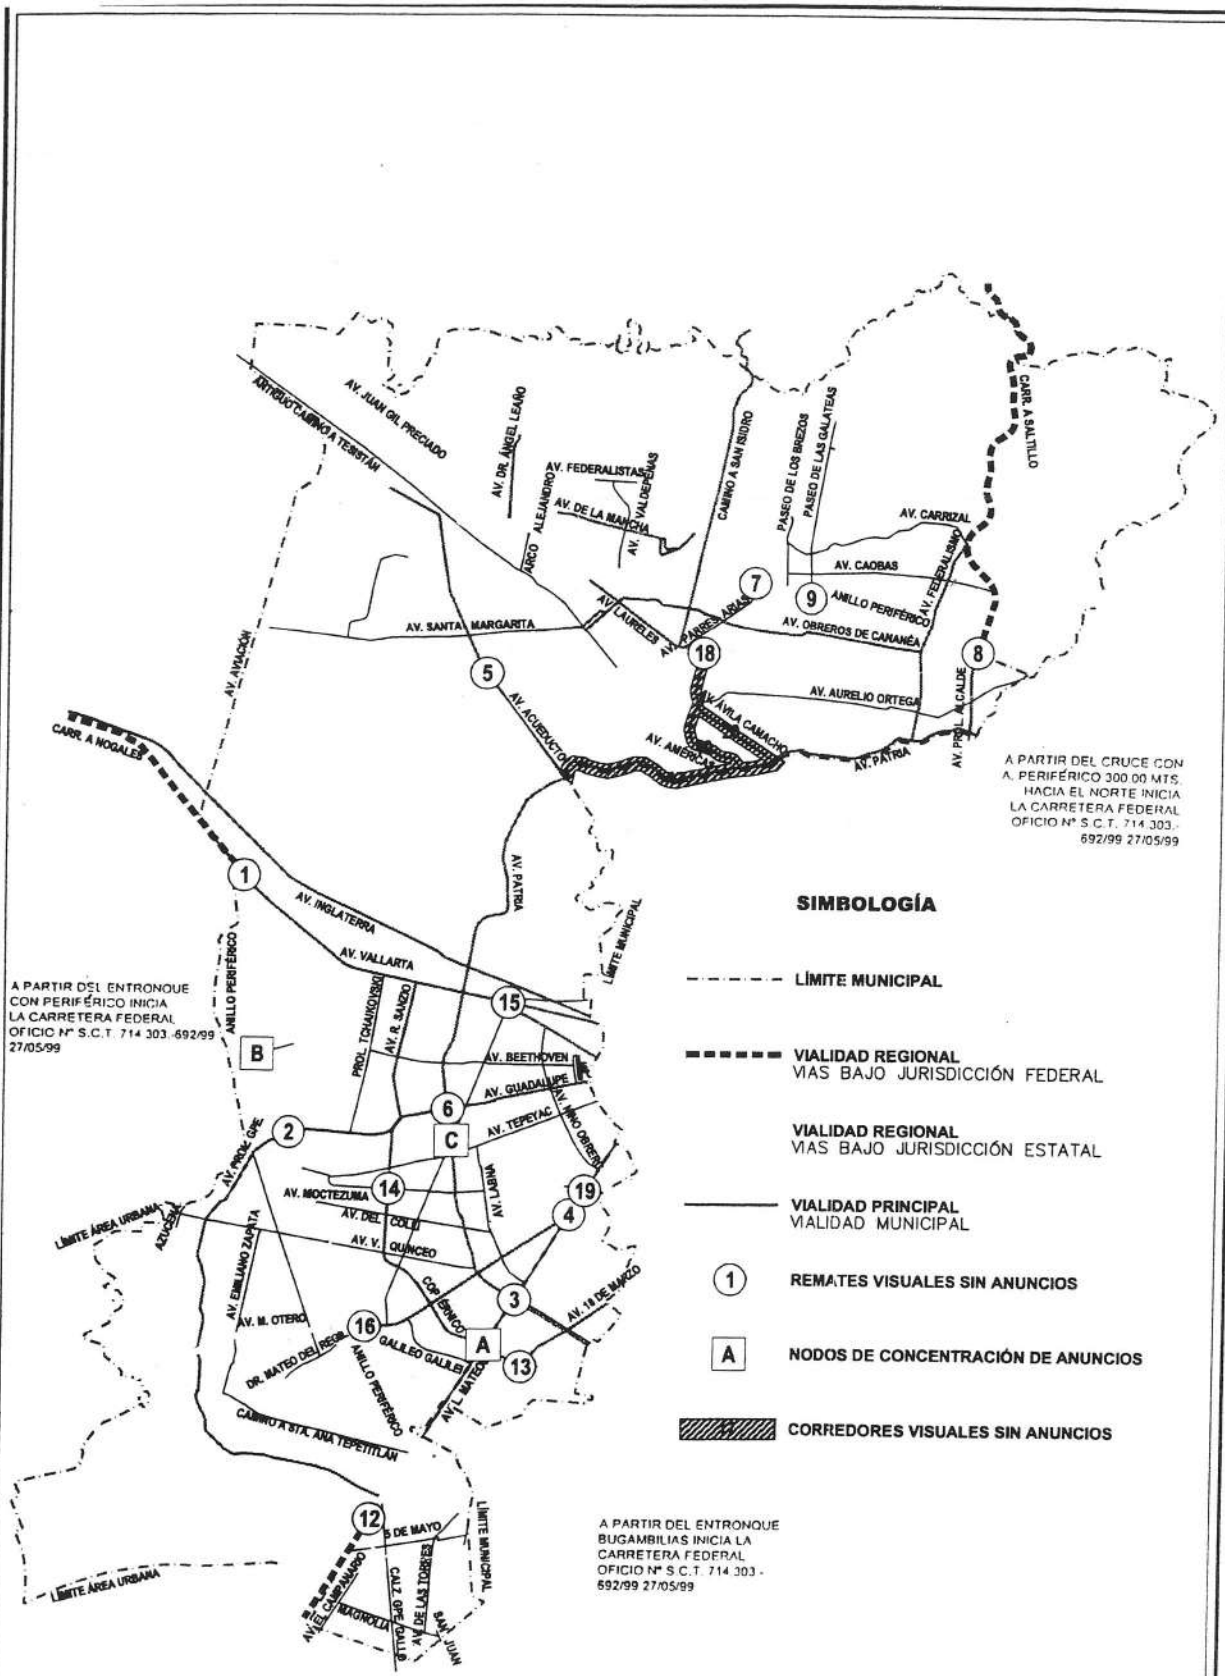 AV. JUAN GIL PRECIADO
ANTIGUO CAMINO A TESISTÁN
AV. DR. ÁNGEL LEAÑO
ARCO ALEJANDRO
AV. FEDERALISTAS
AV. VALDEPEÑAS
AV. DE LA MANCHA
CAMINO A SAN ISIDRO
PASEO DE LOS BREZOS
PASEO DE LAS GALATEAS
CARR. A SALTILLO
AV. CARRIZAL
AV. FEDERALISMO
AV. CAOBAS
7
9
ANILLO PERIFÉRICO
AV. LAURELES
AV. PARRES ARIAS
AV. OBREROS DE CANANÉA
AV. SANTA MARGARITA
AV. AVIACIÓN
18
8
5
AV. ACUEDUCTO
AV. ÁVILA CAMACHO
AV. AURELIO ORTEGA
AV. PROL. ALCALDE
AV. AMÉRICAS
AV. PATRIA
CARR. A NOGALES
A PARTIR DEL CRUCE CON
A. PERIFÉRICO 300.00 MTS.
HACIA EL NORTE INICIA
LA CARRETERA FEDERAL
OFICIO N° S.C.T. 714.303.-
692/99 27/05/99
1
AV. PATRIA
AV. INGLATERRA
AV. VALLARTA
LÍMITE MUNICIPAL
ANILLO PERIFÉRICO
A PARTIR DEL ENTRONQUE
CON PERIFÉRICO INICIA
LA CARRETERA FEDERAL
OFICIO N° S.C.T. 714 303.-692/99
27/05/99
SIMBOLOGÍA
LÍMITE MUNICIPAL
VIALIDAD REGIONAL
VIAS BAJO JURISDICCIÓN FEDERAL
VIALIDAD REGIONAL
VIAS BAJO JURISDICCIÓN ESTATAL
VIALIDAD PRINCIPAL
VIALIDAD MUNICIPAL
1
REMATES VISUALES SIN ANUNCIOS
A
NODOS DE CONCENTRACIÓN DE ANUNCIOS
CORREDORES VISUALES SIN ANUNCIOS
PROL. TCHAIKOVSKI
AV. R. SANZIO
15
B
AV. BEETHOVEN
AV. GUADALUPE
AV. NIÑO OBRERO
6
2
C
AV. TEPEYAC
AV. PROL. GPE
AV. MOCTEZUMA
14
AV. LABNA
19
4
AV. DEL COLLI
AV. V. QUINCEO
LÍMITE ÁREA URBANA
AZUCENA
AV. EMILIANO ZAPATA
AV. M. OTERO
COPÉRNICO
3
AV. 18 DE MARZO
16
DR. MATEO DEL REGIL
GALILEO GALILEI
A
13
ANILLO PERIFÉRICO
AV. L. MATEOS
CAMINO A STA. ANA TEPETITLÁN
12
5 DE MAYO
LÍMITE MUNICIPAL
LÍMITE ÁREA URBANA
AV. EL CAMPANARIO
MAGNOLIA
CALZ. GPE. GALLO
AV. DE LAS TORRES
SAN JUAN
A PARTIR DEL ENTRONQUE
BUGAMBILIAS INICIA LA
CARRETERA FEDERAL
OFICIO N° S.C.T. 714 303 -
692/99 27/05/99